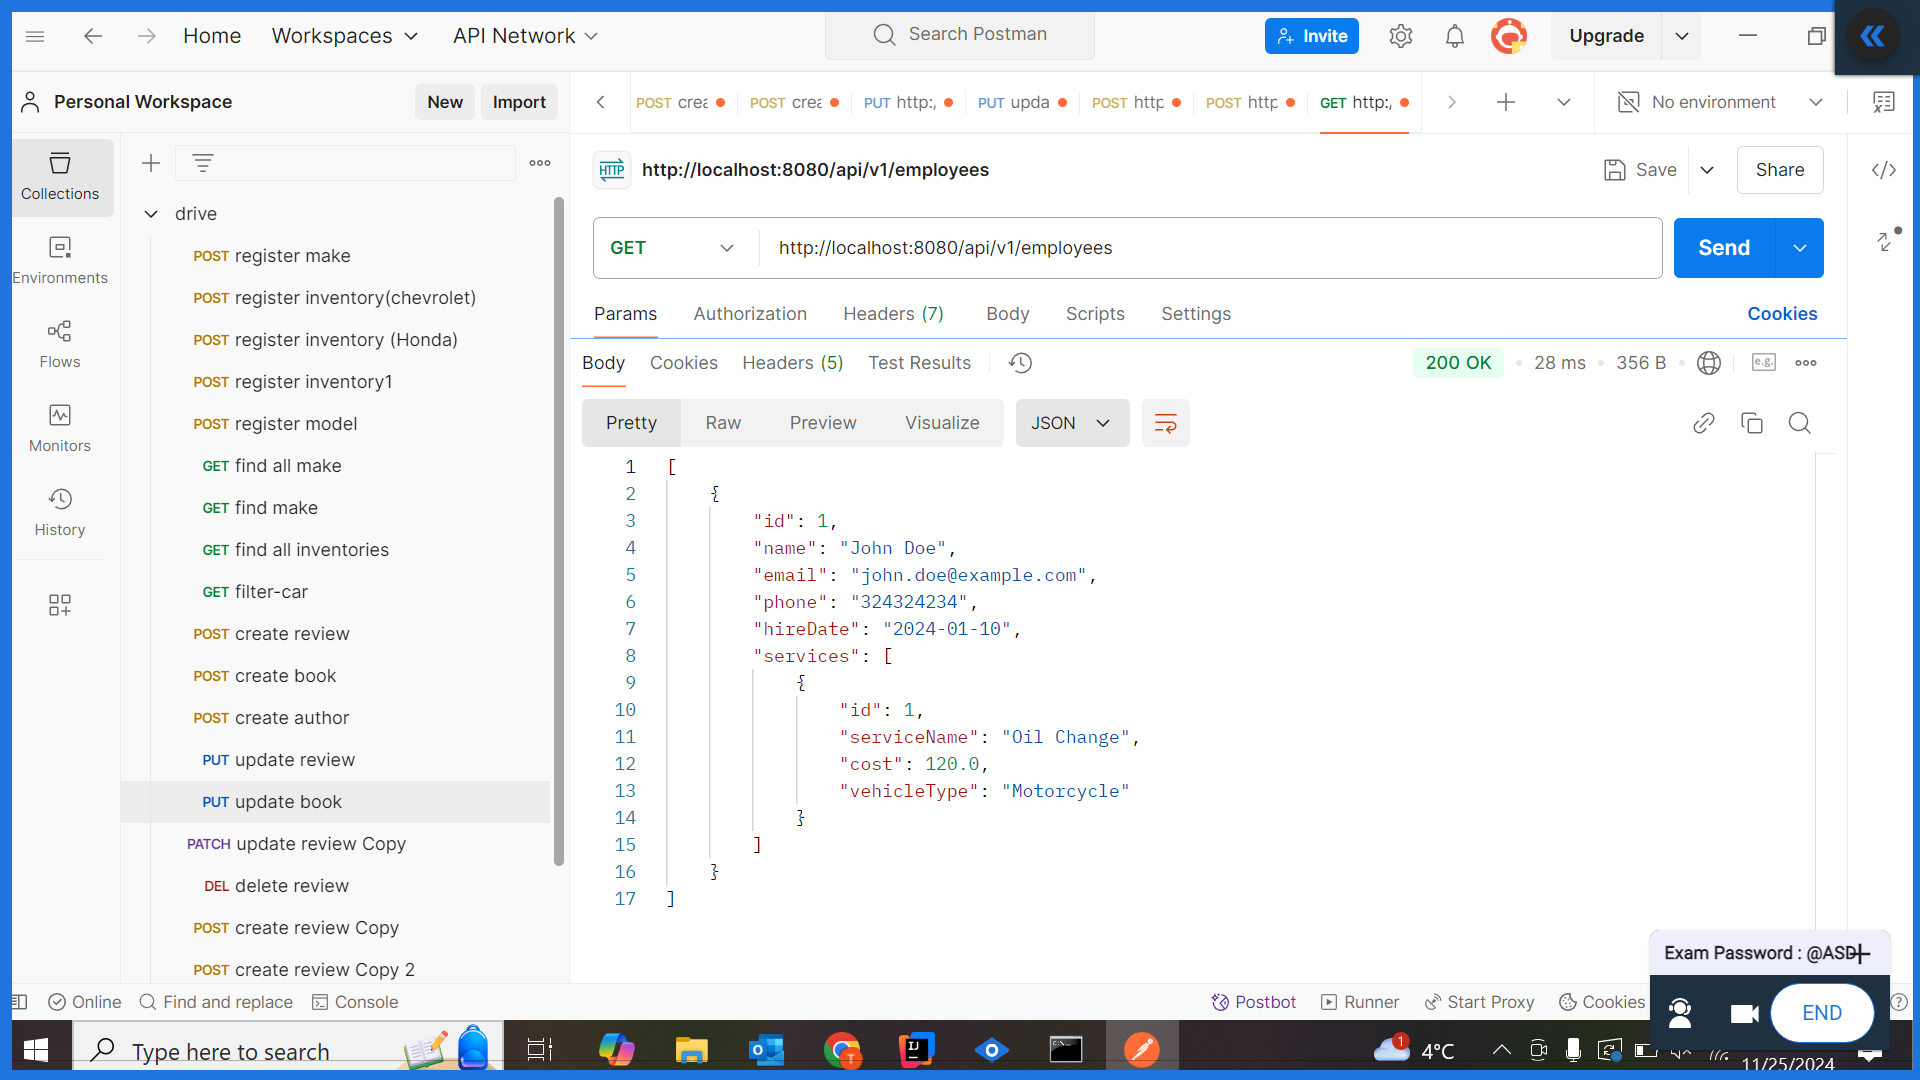 Home Workspaces API Network Search Postman Invite Upgrade
Personal Workspace New Import
POST crea POST crea PUT http:/ PUT upda POST http POST http GET http:/ No environment
Collections
Environments
Flows
Monitors
History
drive
POST register make
POST register inventory(chevrolet)
POST register inventory (Honda)
POST register inventory1
POST register model
GET find all make
GET find make
GET find all inventories
GET filter-car
POST create review
POST create book
POST create author
PUT update review
PUT update book
PATCH update review Copy
DEL delete review
POST create review Copy
POST create review Copy 2
HTTP http://localhost:8080/api/v1/employees Save Share
GET http://localhost:8080/api/v1/employees Send
Params Authorization Headers (7) Body Scripts Settings Cookies
Body Cookies Headers (5) Test Results 200 OK 28 ms 356 B e.g.
Pretty Raw Preview Visualize JSON
1 [
2 {
3 "id": 1,
4 "name": "John Doe",
5 "email": "john.doe@example.com",
6 "phone": "324324234",
7 "hireDate": "2024-01-10",
8 "services": [
9 {
10 "id": 1,
11 "serviceName": "Oil Change",
12 "cost": 120.0,
13 "vehicleType": "Motorcycle"
14 }
15 ]
16 }
17 ]
Exam Password : @ASD
END
Online Find and replace Console Postbot Runner Start Proxy Cookies
Type here to search 1 4°C
11/25/2024